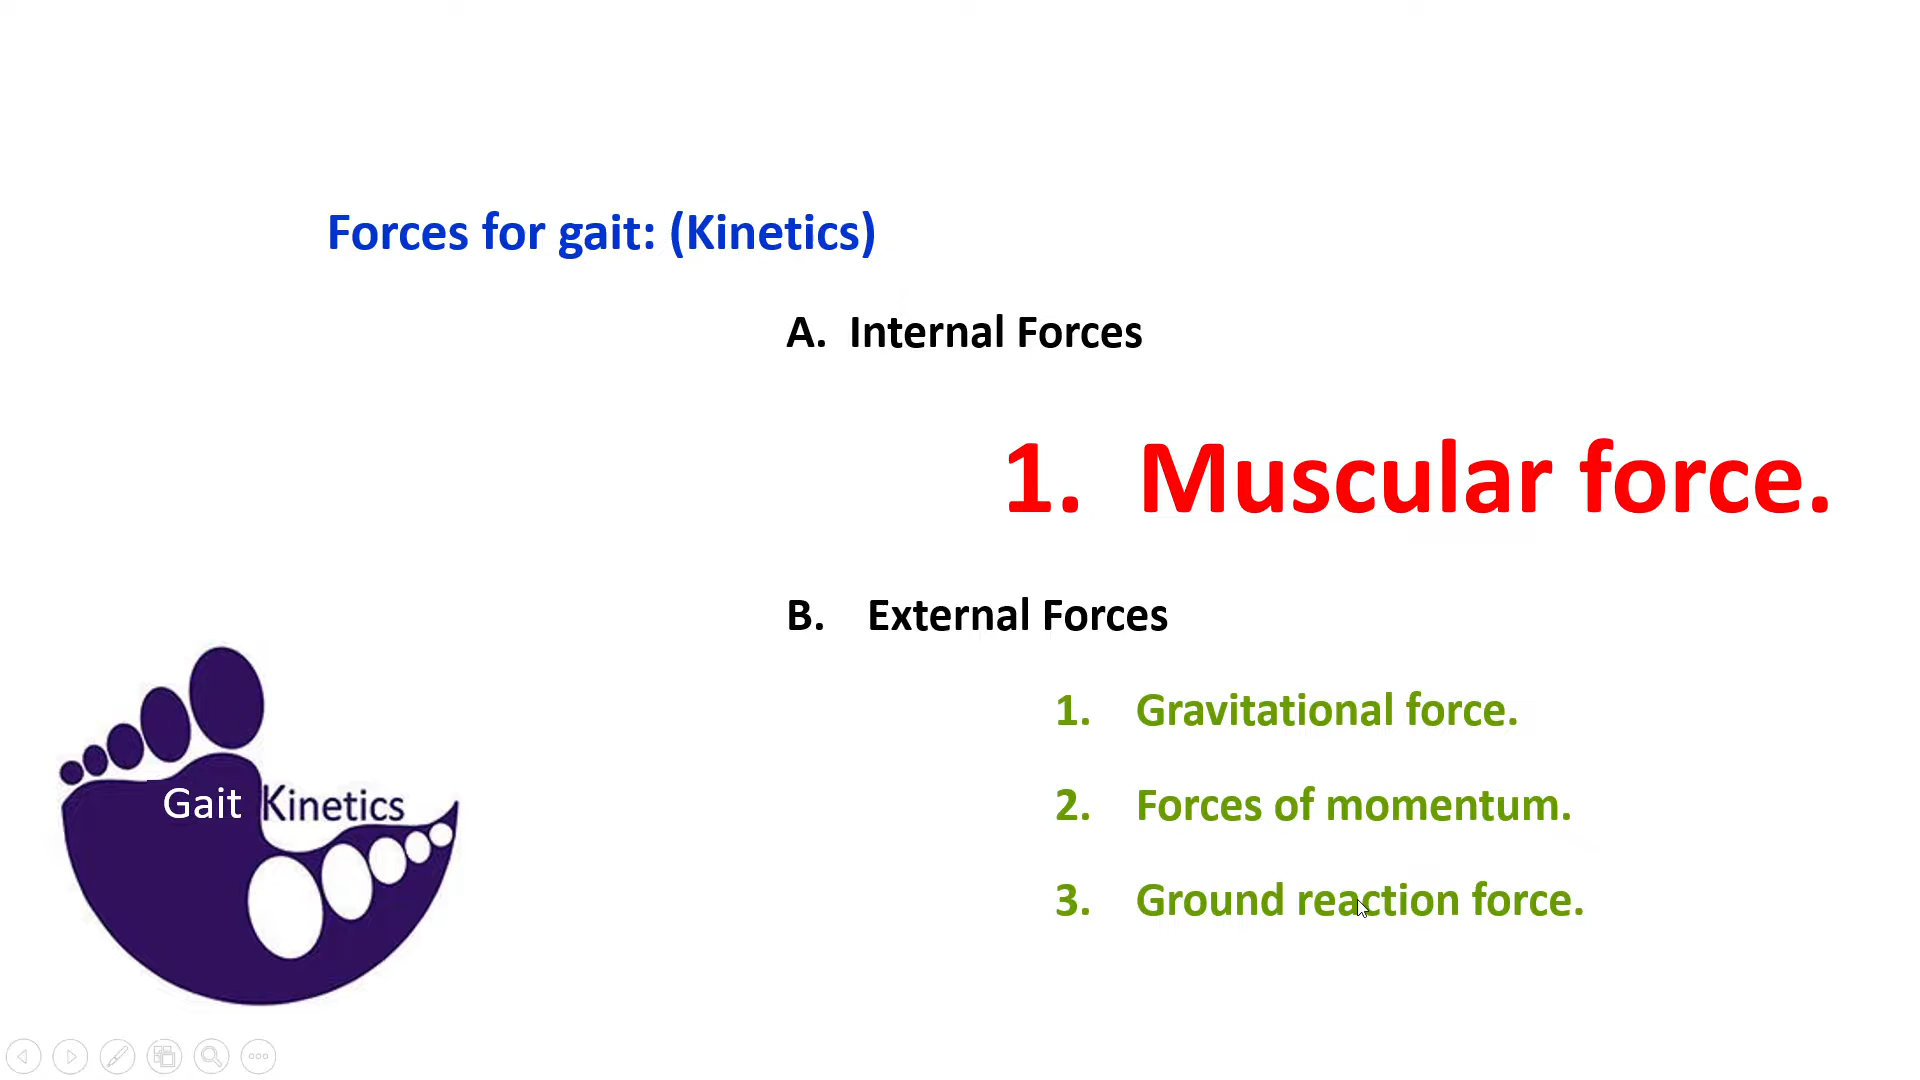 Forces for gait: (Kinetics)
A. Internal Forces
1. Muscular force.
B. External Forces
1. Gravitational force.
2. Forces of momentum.
3. Ground reaction force.
Gait Kinetics